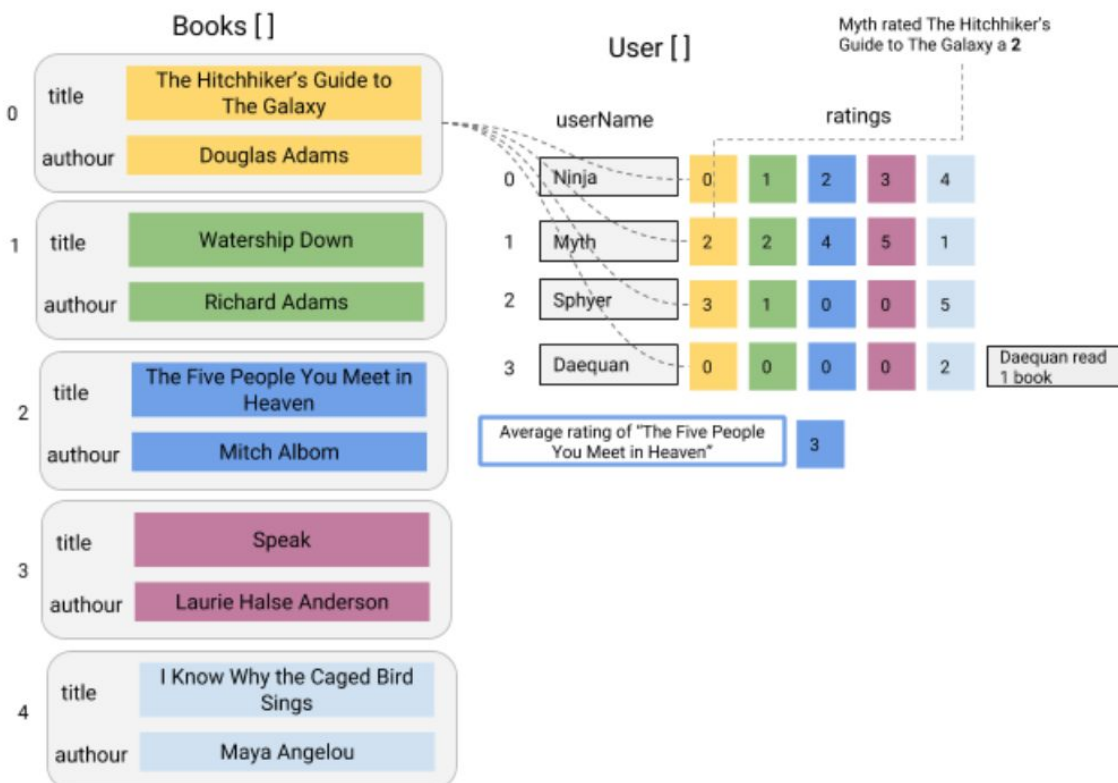 Books [ ]
0
title
The Hitchhiker's Guide to
The Galaxy
authour
Douglas Adams
1
title
Watership Down
authour
Richard Adams
2
title
The Five People You Meet in
Heaven
authour
Mitch Albom
3
title
Speak
authour
Laurie Halse Anderson
4
title
I Know Why the Caged Bird
Sings
authour
Maya Angelou
User [ ]
Myth rated The Hitchhiker's
Guide to The Galaxy a 2
userName
ratings
0 Ninja 0 1 2 3 4
1 Myth 2 2 4 5 1
2 Sphyer 3 1 0 0 5
3 Daequan 0 0 0 0 2
Daequan read
1 book
Average rating of "The Five People
You Meet in Heaven"
3